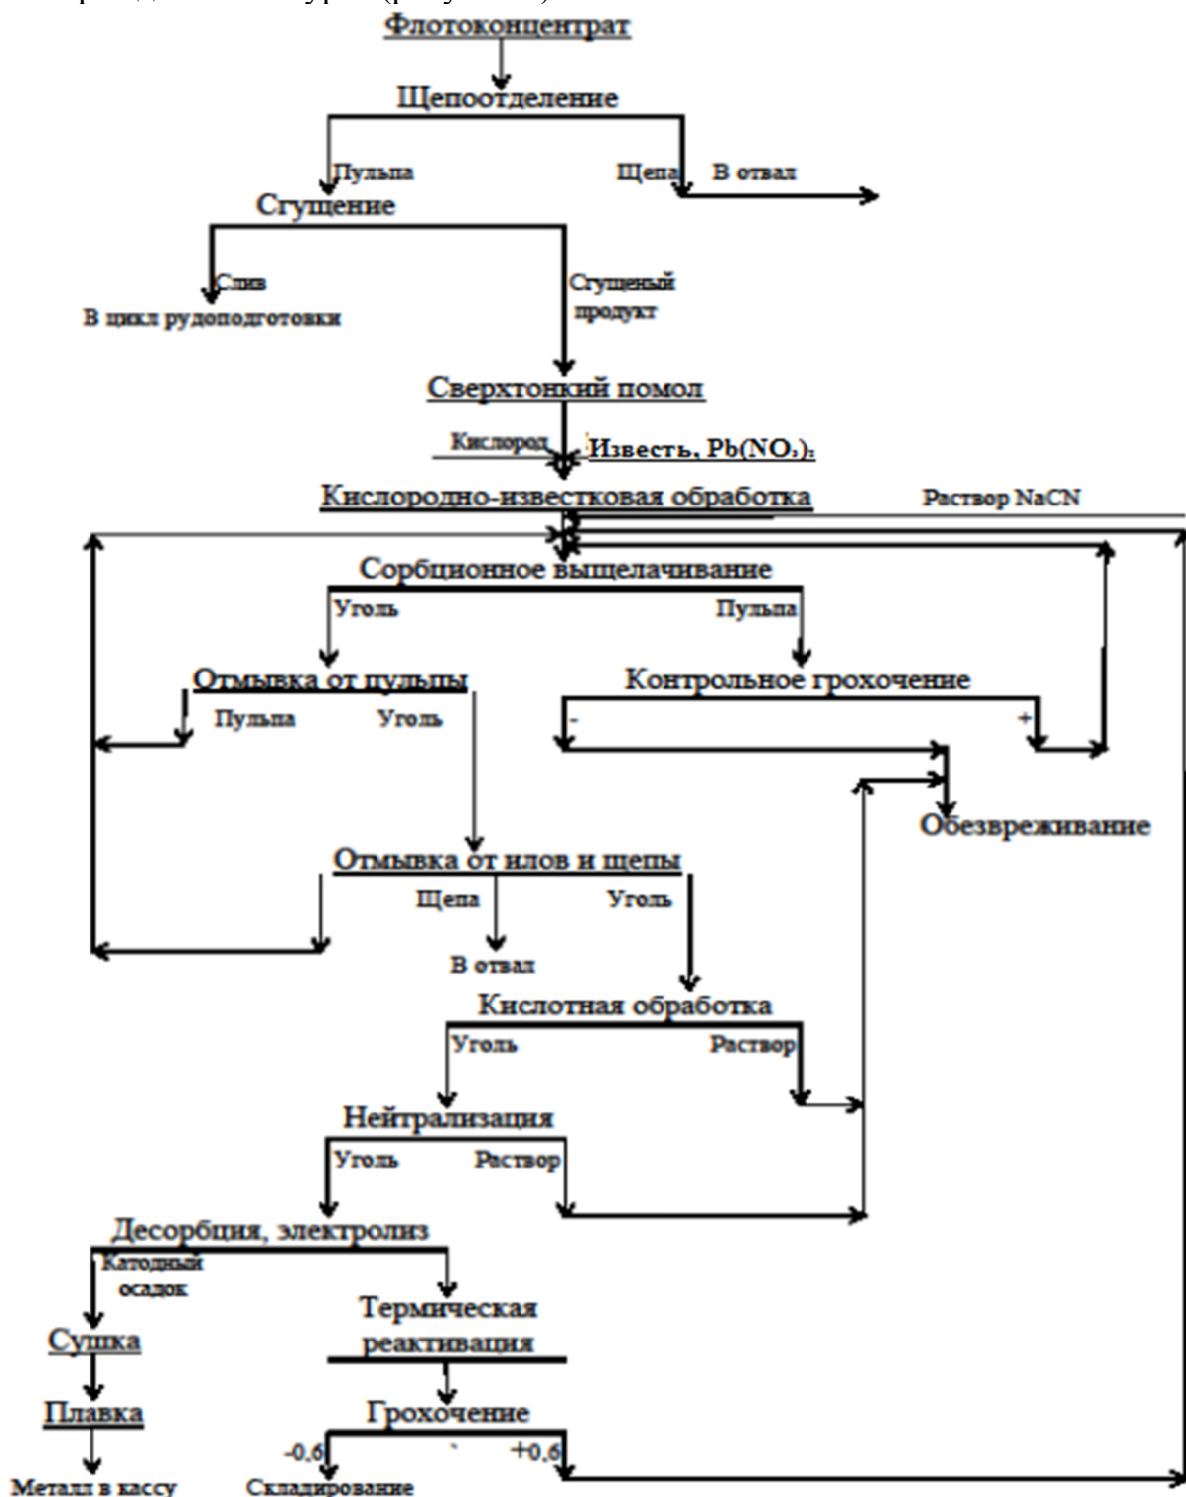 Флотоконцентрат
Щепоотделение
Пульпа
Щепа
В отвал
Сгущение
Слив
Сгущеный
продукт
В цикл рудоподготовки
Сверхтонкий помол
Кислород
Известь, Pb(NO₃)₂
Кислородно-известковая обработка
Раствор NaCN
Сорбционное выщелачивание
Уголь
Пульпа
Отмывка от пульпы
Контрольное грохочение
Пульпа
Уголь
-
+
Обезвреживание
Отмывка от илов и щепы
Щепа
Уголь
В отвал
Кислотная обработка
Уголь
Раствор
Нейтрализация
Уголь
Раствор
Десорбция, электролиз
Катодный
осадок
Термическая
реактивация
Сушка
Плавка
Грохочение
-0,6
+0,6
Металл в кассу
Складирование